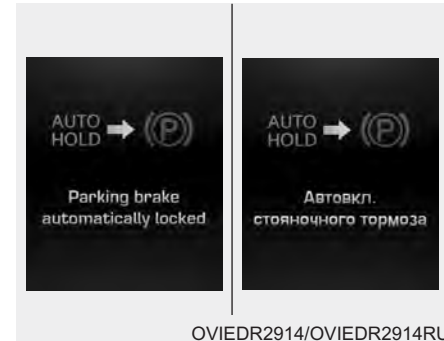 AUTO
HOLD
(P)
Parking brake
automatically locked
AUTO
HOLD
(P)
Автовкл.
стояночного тормоза
OVIEDR2914/OVIEDR2914RU